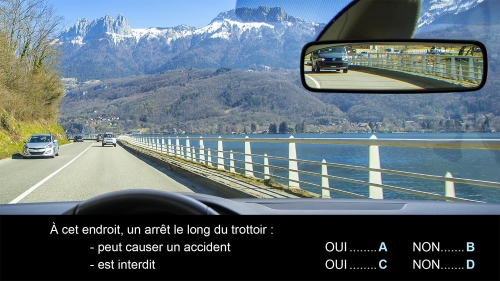 À cet endroit, un arrêt le long du trottoir :
- peut causer un accident OUI ........ A NON..... B
- est interdit OUI ........ C NON..... D